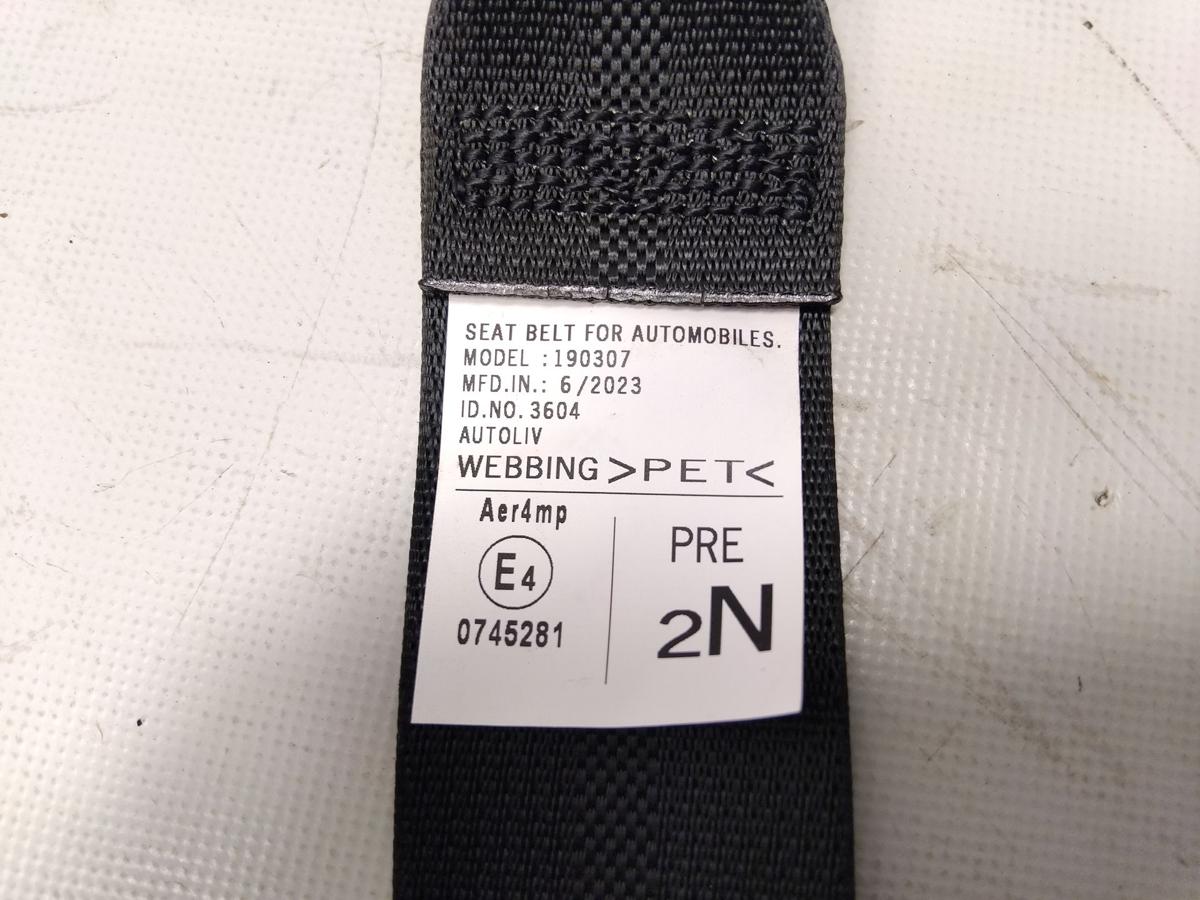 SEAT BELT FOR AUTOMOBILES.
MODEL :190307
MFD.IN.: 6/2023
ID.NO.3604
AUTOLIV
WEBBING >PET<
Aer4mp
E4
0745281
PRE
2N